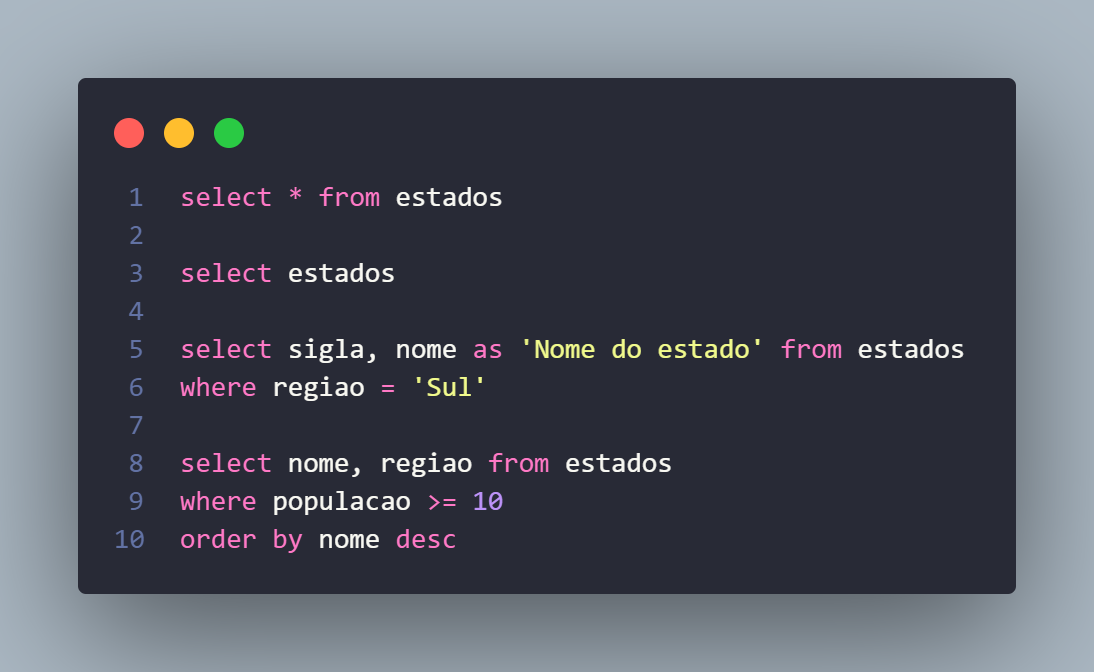 1 select * from estados
2
3 select estados
4
5 select sigla, nome as 'Nome do estado' from estados
6 where regiao = 'Sul'
7
8 select nome, regiao from estados
9 where populacao >= 10
10 order by nome desc